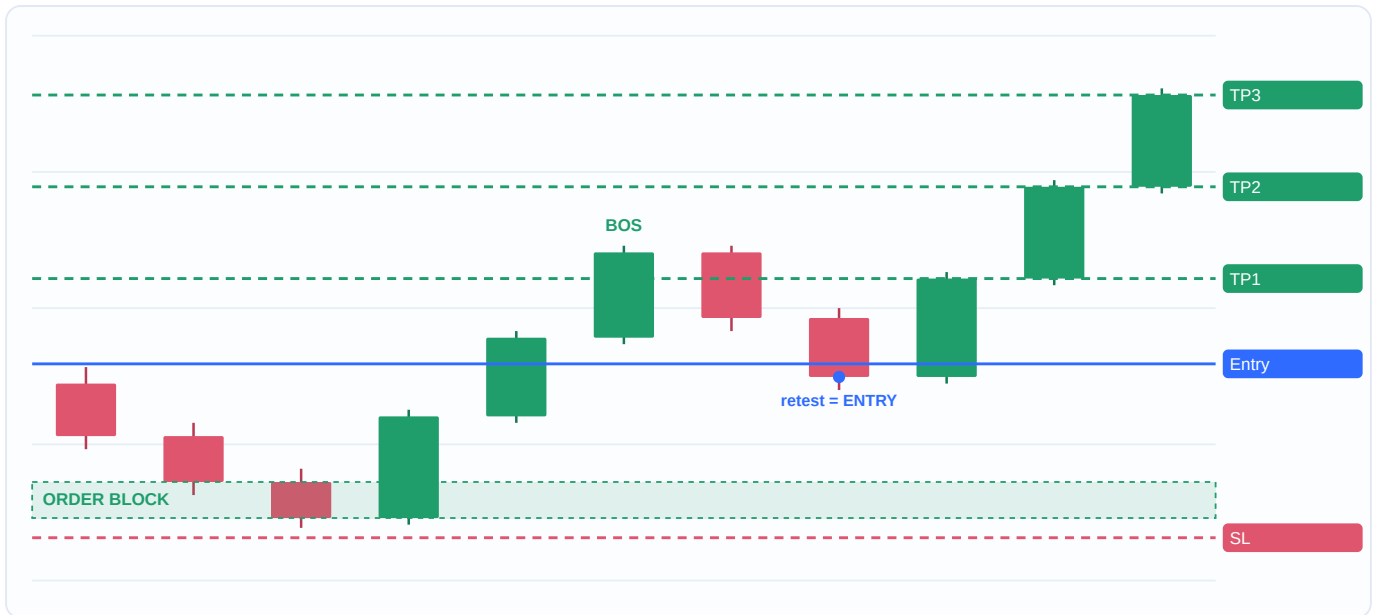 TP3
TP2
BOS
TP1
Entry
retest = ENTRY
ORDER BLOCK
SL